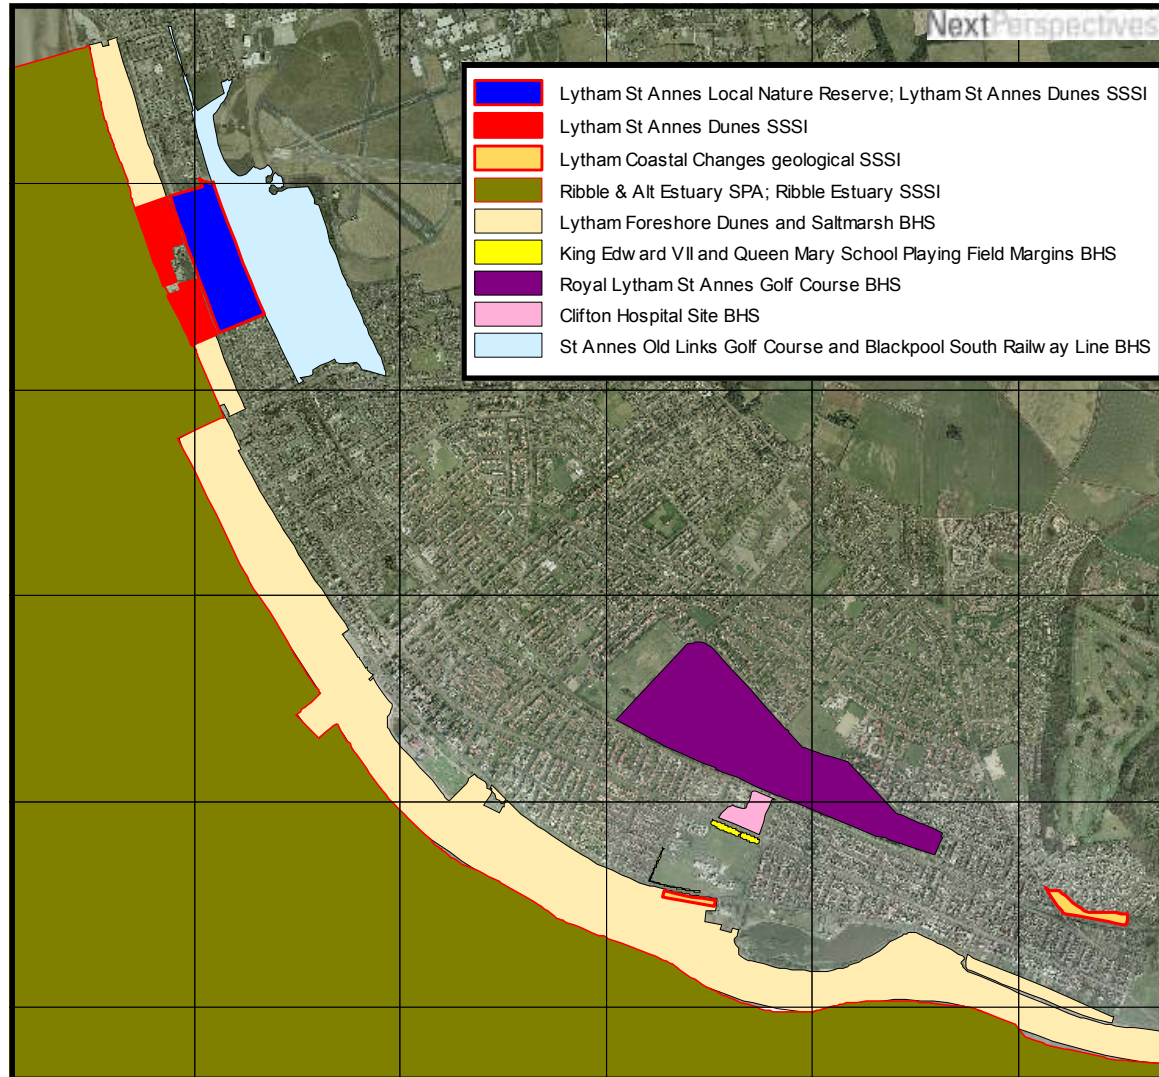 NextPerspectives
Lytham St Annes Local Nature Reserve; Lytham St Annes Dunes SSSI
Lytham St Annes Dunes SSSI
Lytham Coastal Changes geological SSSI
Ribble & Alt Estuary SPA; Ribble Estuary SSSI
Lytham Foreshore Dunes and Saltmarsh BHS
King Edward VII and Queen Mary School Playing Field Margins BHS
Royal Lytham St Annes Golf Course BHS
Clifton Hospital Site BHS
St Annes Old Links Golf Course and Blackpool South Railway Line BHS